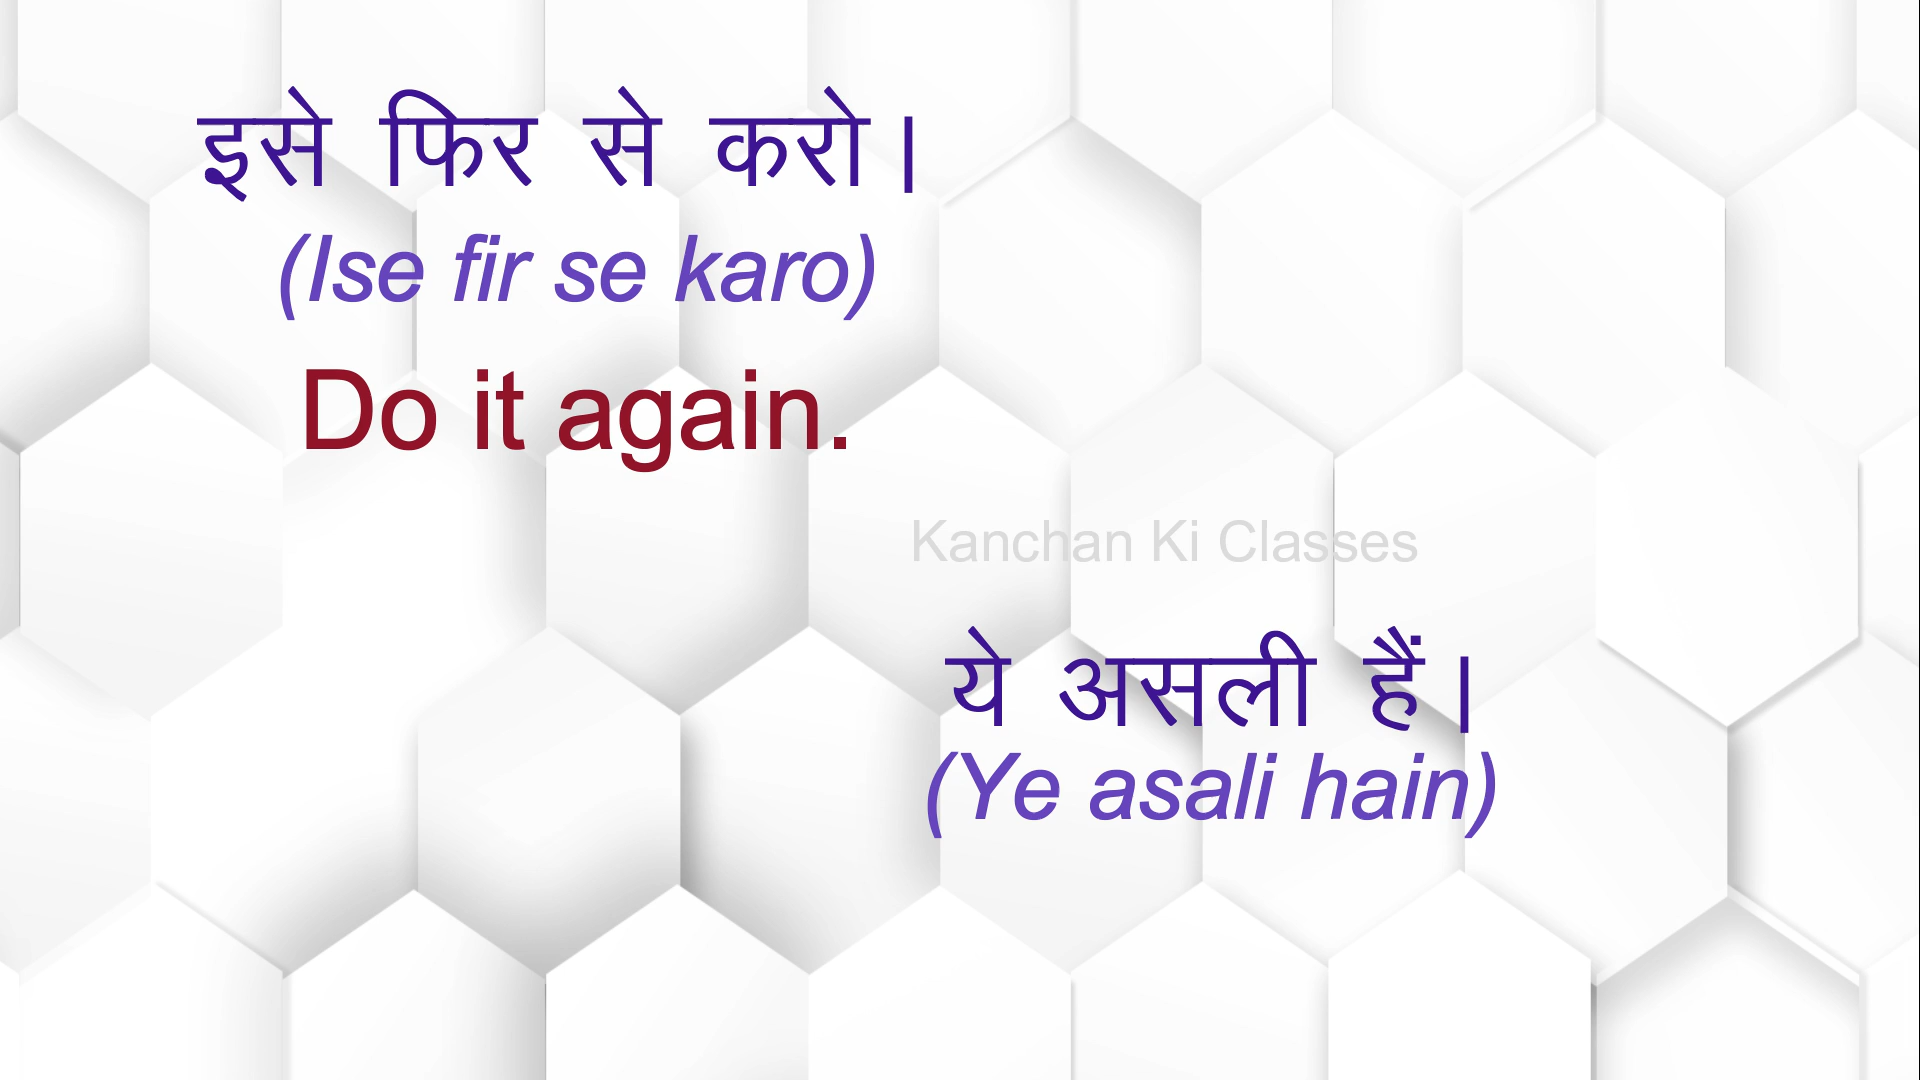 इसे फिर से करो।
(Ise fir se karo)
Do it again.
Kanchan Ki Classes
ये असली हैं।
(Ye asali hain)